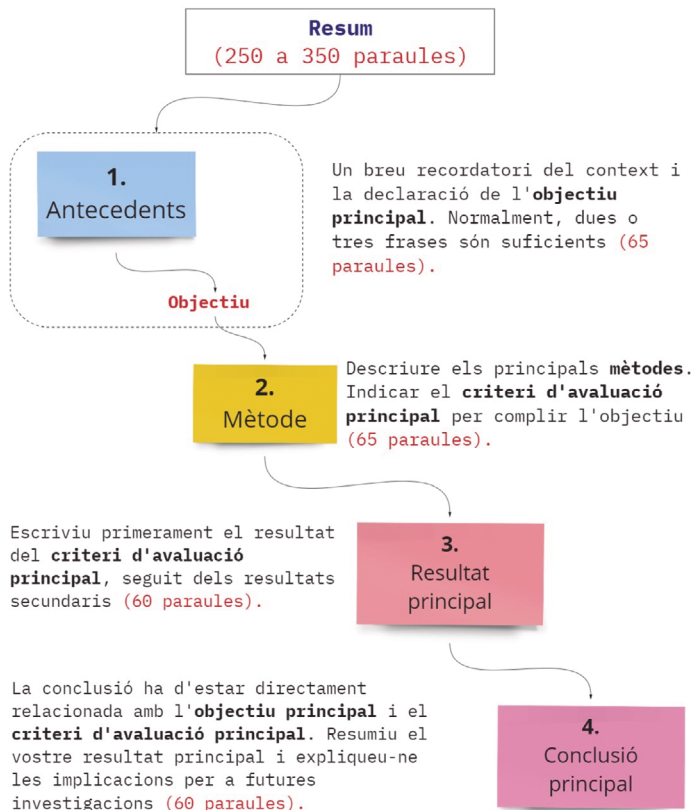 Resum
(250 a 350 paraules)
1.
Antecedents
Objectiu
Un breu recordatori del context i
la declaració de l'objectiu
principal. Normalment, dues o
tres frases són suficients (65
paraules).
2.
Mètode
Descriure els principals mètodes.
Indicar el criteri d'avaluació
principal per complir l'objectiu
(65 paraules).
Escriviu primerament el resultat
del criteri d'avaluació
principal, seguit dels resultats
secundaris (60 paraules).
3.
Resultat
principal
La conclusió ha d'estar directament
relacionada amb l'objectiu principal i el
criteri d'avaluació principal. Resumiu el
vostre resultat principal i expliqueu-ne
les implicacions per a futures
investigacions (60 paraules).
4.
Conclusió
principal